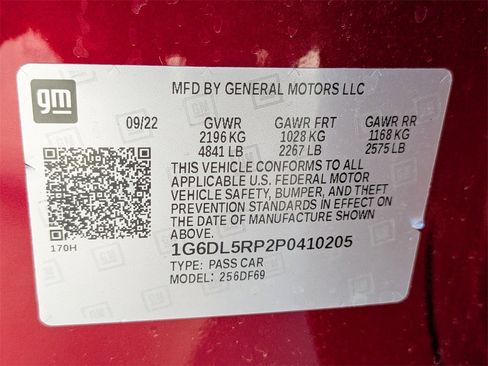 gm
MFD BY GENERAL MOTORS LLC
09/22 GVWR GAWR FRT GAWR RR
2196 KG 1028 KG 1168 KG
4841 LB 2267 LB 2575 LB
THIS VEHICLE CONFORMS TO ALL
APPLICABLE U.S. FEDERAL MOTOR
VEHICLE SAFETY, BUMPER, AND THEFT
PREVENTION STANDARDS IN EFFECT ON
THE DATE OF MANUFACTURE SHOWN
ABOVE.
170H
1G6DL5RP2P0410205
TYPE: PASS CAR
MODEL: 256DF69